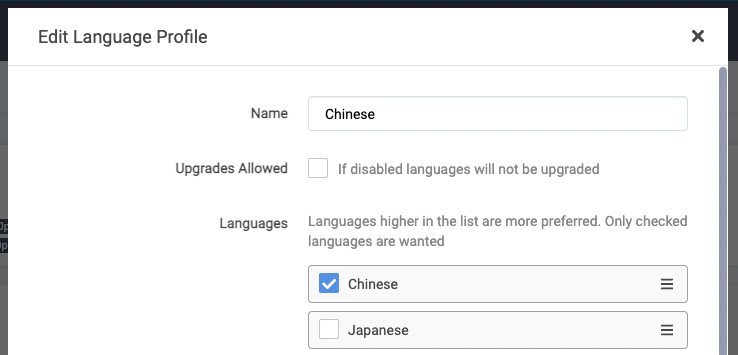 Edit Language Profile
Name
Chinese
Upgrades Allowed
If disabled languages will not be upgraded
Languages
Languages higher in the list are more preferred. Only checked
languages are wanted
Chinese
Japanese